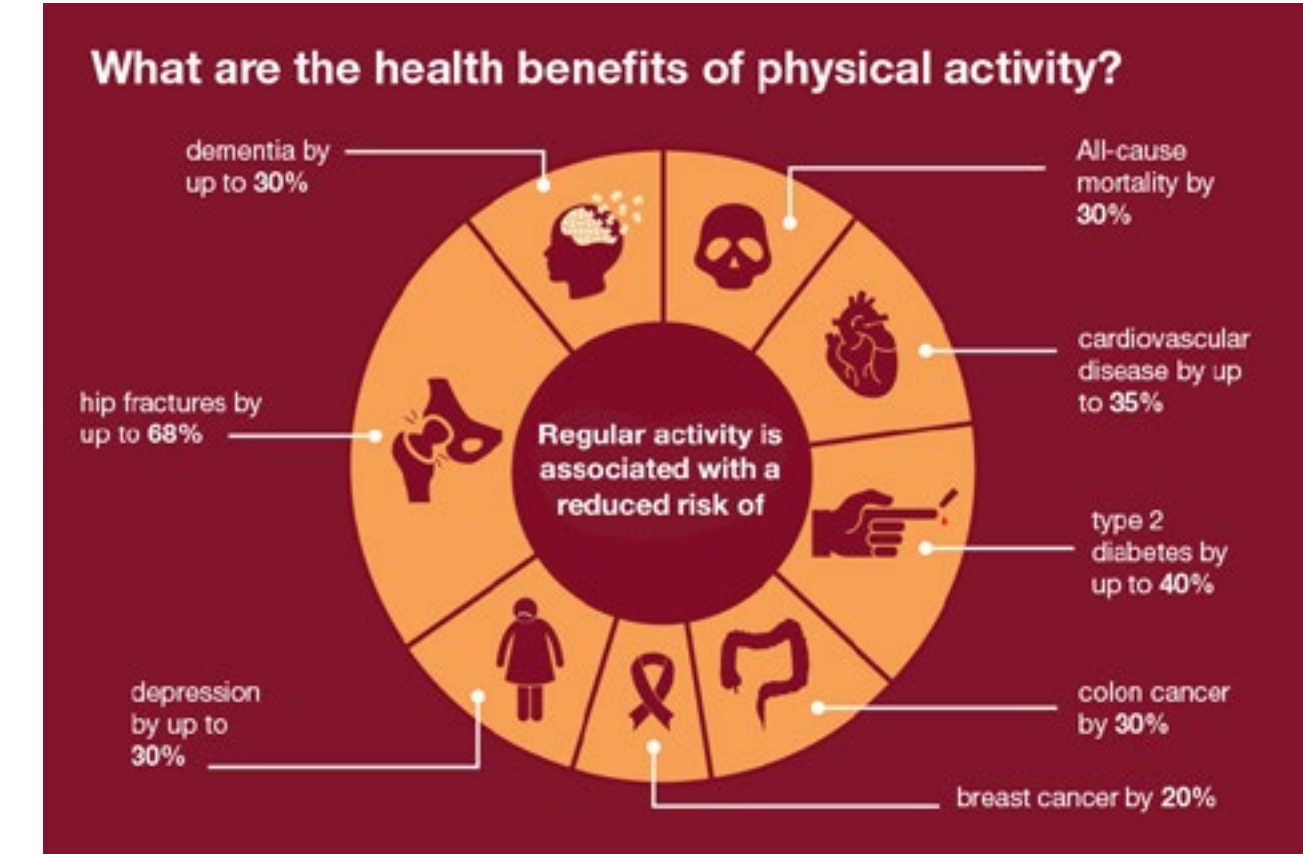 What are the health benefits of physical activity?
dementia by
up to 30%
All-cause
mortality by
30%
cardiovascular
disease by up
to 35%
hip fractures by
up to 68%
Regular activity is
associated with a
reduced risk of
type 2
diabetes by
up to 40%
depression
by up to
30%
colon cancer
by 30%
breast cancer by 20%